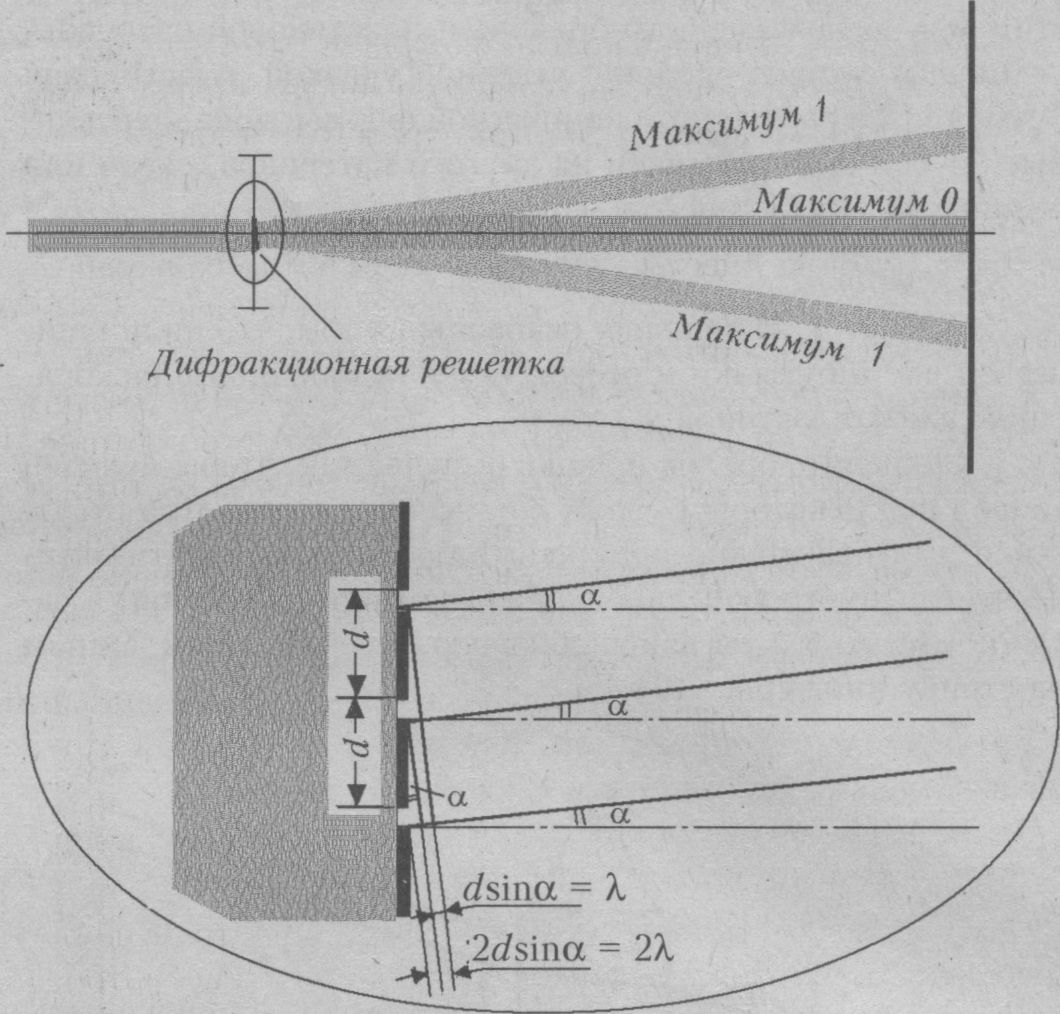 Максимум 1
Максимум 0
Максимум 1
Дифракционная решетка
α
d
α
d
α
α
dsinα = λ
2dsinα = 2λ